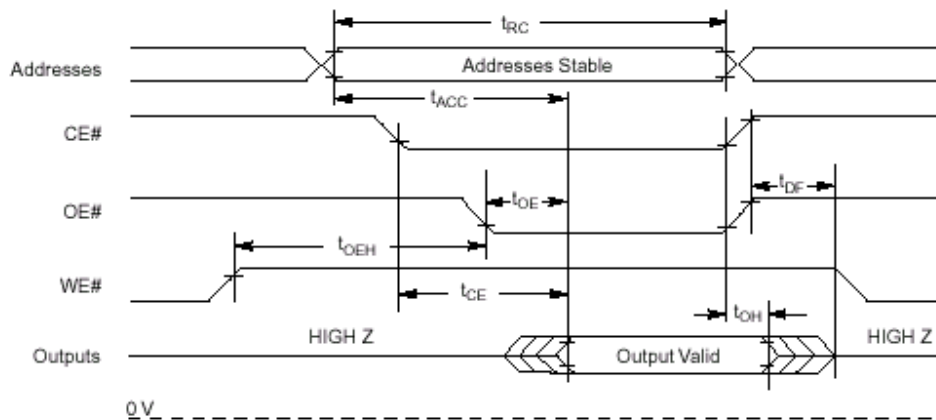 tRC
Addresses
Addresses Stable
tACC
CE#
tDF
OE#
tOE
tOEH
WE#
tCE
tOH
HIGH Z
HIGH Z
Outputs
Output Valid
0 V